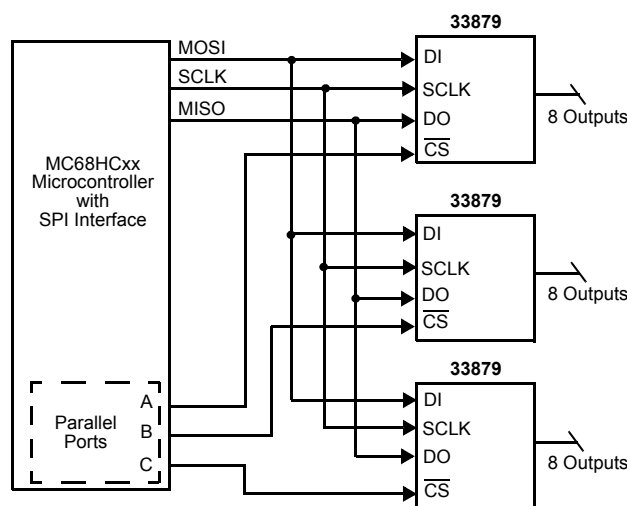 MOSI
SCLK
MISO
MC68HCxx
Microcontroller
with
SPI Interface
Parallel
Ports
A
B
C
33879
DI
SCLK
DO
CS
8 Outputs
33879
DI
SCLK
DO
CS
8 Outputs
33879
DI
SCLK
DO
CS
8 Outputs